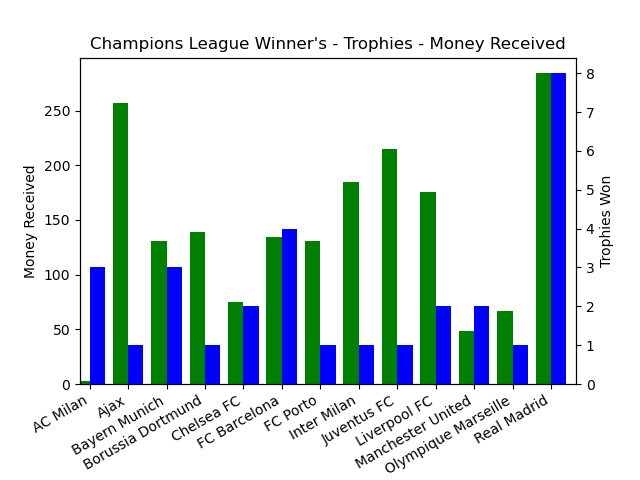 Champions League Winner's - Trophies - Money Received
Money Received
250
200
150
100
50
0
8
7
6
5
4
3
2
1
0
Trophies Won
AC Milan
Ajax
Bayern Munich
Borussia Dortmund
Chelsea FC
FC Barcelona
FC Porto
Inter Milan
Juventus FC
Liverpool FC
Manchester United
Olympique Marseille
Real Madrid